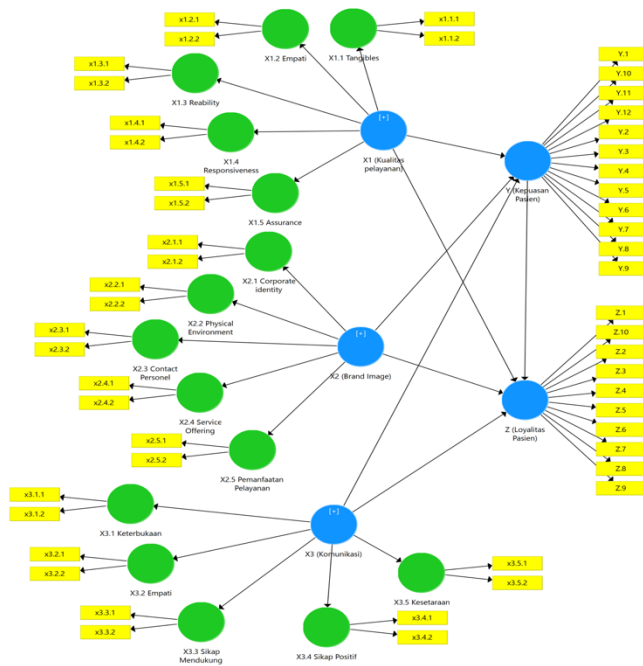 x1.2.1
x1.2.2
X1.2 Empati
x1.1.1
x1.1.2
X1.1 Tangibles
x1.3.1
x1.3.2
X1.3 Reability
x1.4.1
x1.4.2
X1.4
Responsiveness
x1.5.1
x1.5.2
X1.5 Assurance
[+]
X1 (Kualitas
pelayanan)
Y (Kepuasan
Pasien)
Y.1
Y.10
Y.11
Y.12
Y.2
Y.3
Y.4
Y.5
Y.6
Y.7
Y.8
Y.9
x2.1.1
x2.1.2
X2.1 Corporate
identity
x2.2.1
x2.2.2
X2.2 Physical
Environment
x2.3.1
x2.3.2
X2.3 Contact
Personel
x2.4.1
x2.4.2
X2.4 Service
Offering
x2.5.1
x2.5.2
X2.5 Pemanfaatan
Pelayanan
[+]
X2 (Brand Image)
Z (Loyalitas
Pasien)
Z.1
Z.10
Z.2
Z.3
Z.4
Z.5
Z.6
Z.7
Z.8
Z.9
x3.1.1
x3.1.2
X3.1 Keterbukaan
x3.2.1
x3.2.2
X3.2 Empati
x3.3.1
x3.3.2
X3.3 Sikap
Mendukung
[+]
X3 (Komunikasi)
x3.4.1
x3.4.2
X3.4 Sikap Positif
x3.5.1
x3.5.2
X3.5 Kesetaraan